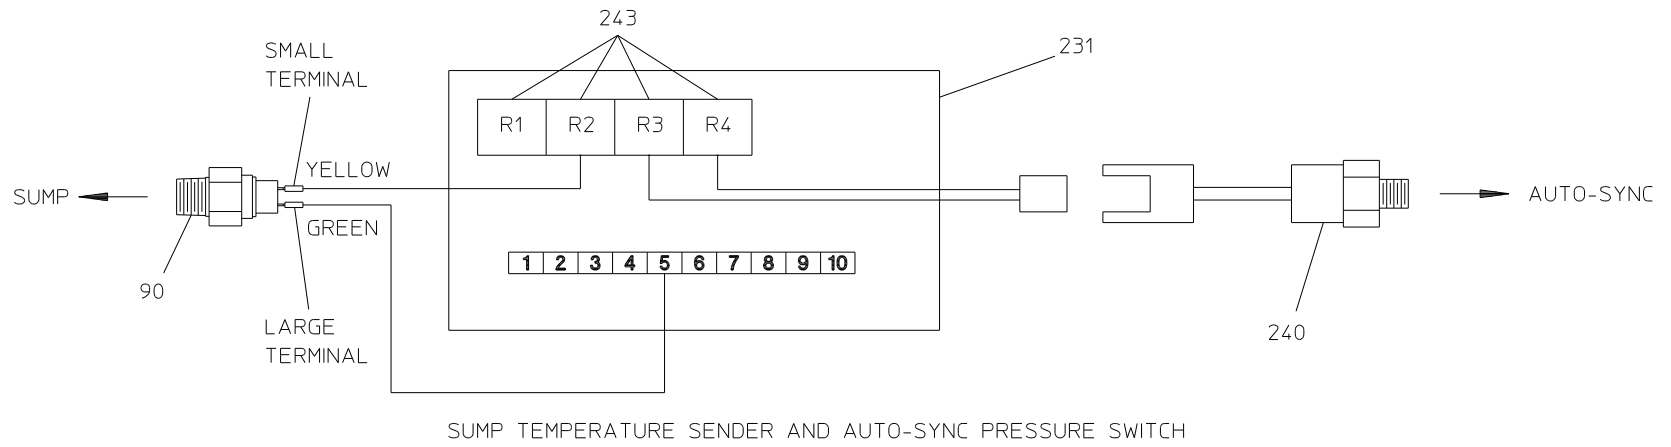 243
SMALL
TERMINAL
231
R1 R2 R3 R4
YELLOW
SUMP
AUTO-SYNC
GREEN
1 2 3 4 5 6 7 8 9 10
90
LARGE
TERMINAL
240
SUMP TEMPERATURE SENDER AND AUTO-SYNC PRESSURE SWITCH